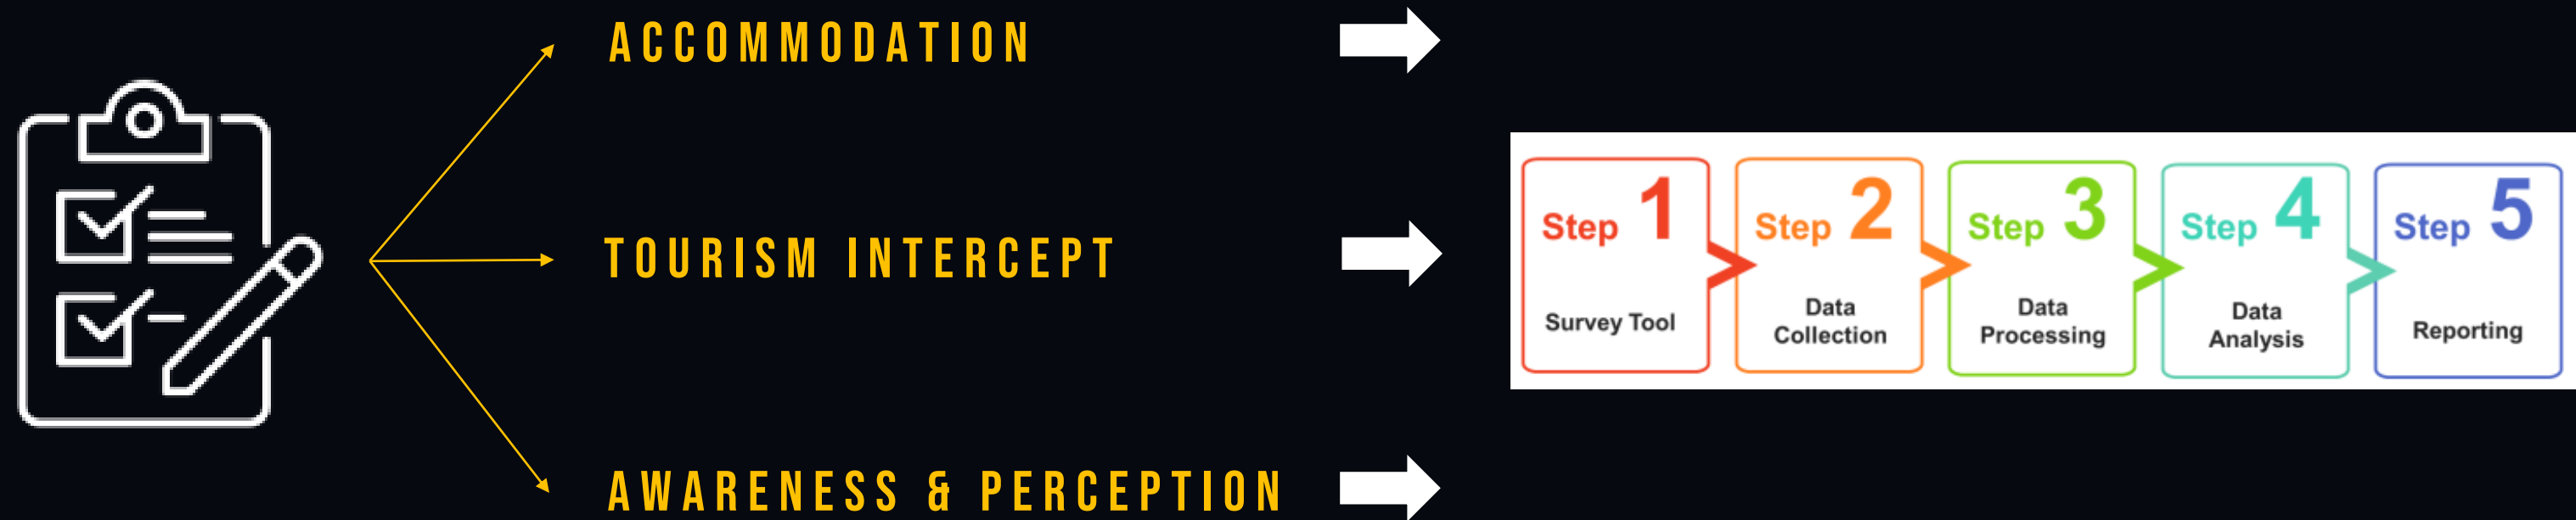 ACCOMMODATION
TOURISM INTERCEPT
AWARENESS & PERCEPTION
Step 1
Survey Tool
Step 2
Data
Collection
Step 3
Data
Processing
Step 4
Data
Analysis
Step 5
Reporting